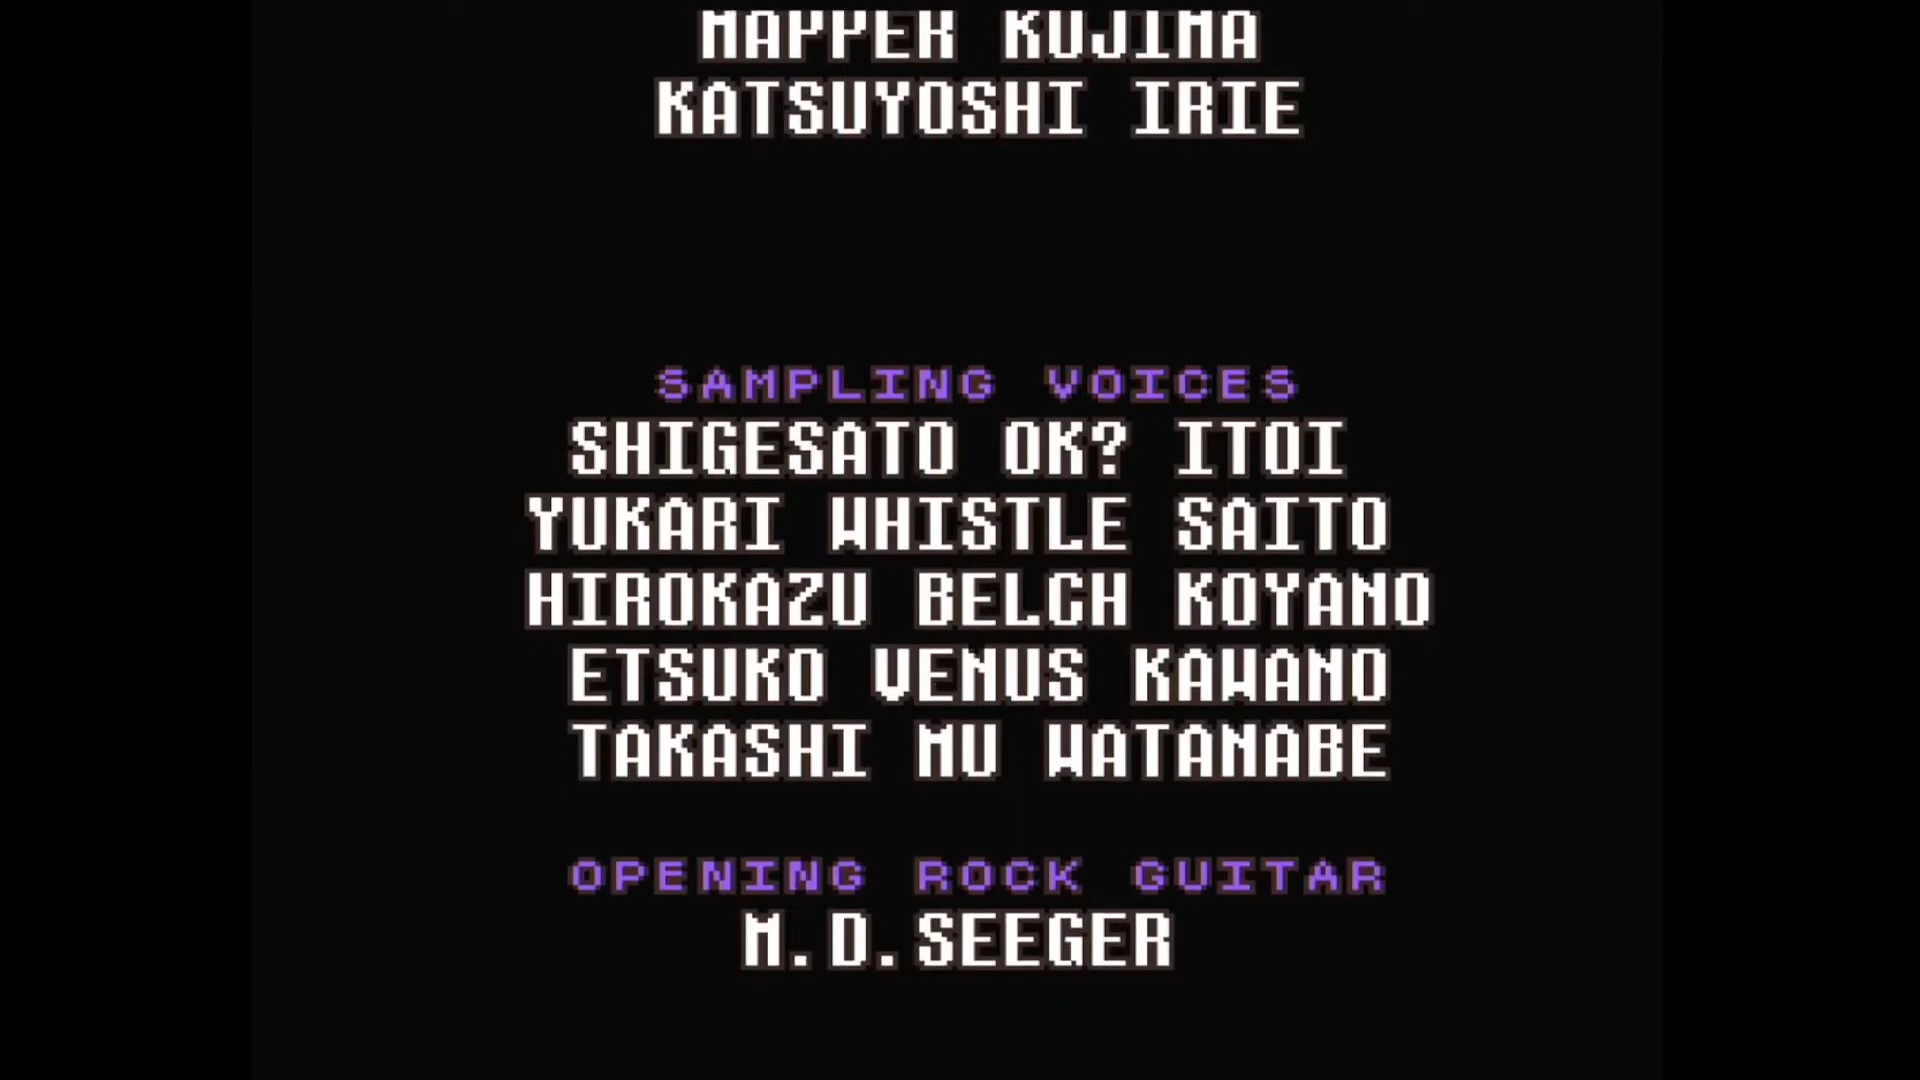 MAPPER KUJIMA
KATSUYOSHI IRIE
SAMPLING VOICES
SHIGESATO OK? ITOI
YUKARI WHISTLE SAITO
HIROKAZU BELCH KOYANO
ETSUKO VENUS KAWANO
TAKASHI MU WATANABE
OPENING ROCK GUITAR
M.D.SEEGER